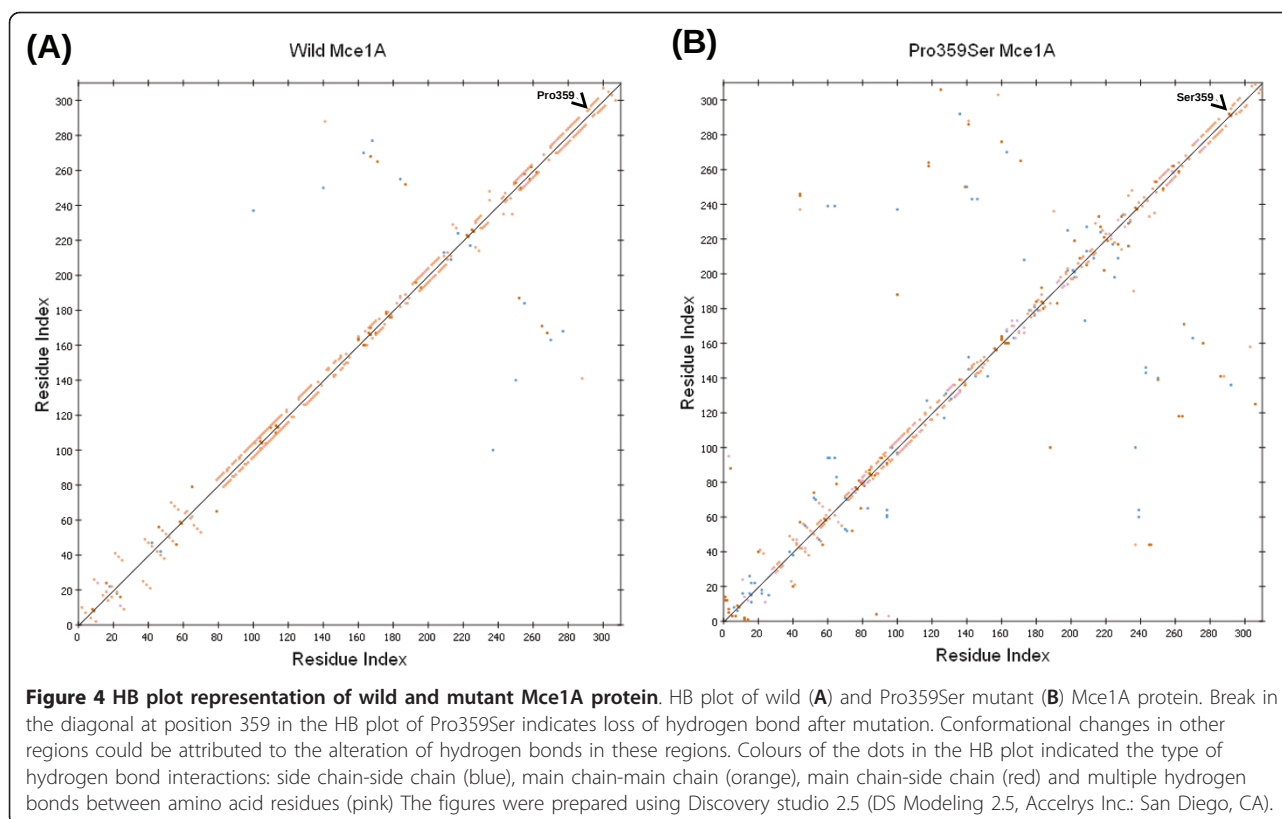 (A)
Wild Mce1A
Pro359
Residue Index
300
280
260
240
220
200
180
160
140
120
100
80
60
40
20
0
0 20 40 60 80 100 120 140 160 180 200 220 240 260 280 300
Residue Index
(B)
Pro359Ser Mce1A
Ser359
Residue Index
300
280
260
240
220
200
180
160
140
120
100
80
60
40
20
0
0 20 40 60 80 100 120 140 160 180 200 220 240 260 280 300
Residue Index
Figure 4 HB plot representation of wild and mutant Mce1A protein. HB plot of wild (A) and Pro359Ser mutant (B) Mce1A protein. Break in
the diagonal at position 359 in the HB plot of Pro359Ser indicates loss of hydrogen bond after mutation. Conformational changes in other
regions could be attributed to the alteration of hydrogen bonds in these regions. Colours of the dots in the HB plot indicated the type of
hydrogen bond interactions: side chain-side chain (blue), main chain-main chain (orange), main chain-side chain (red) and multiple hydrogen
bonds between amino acid residues (pink) The figures were prepared using Discovery studio 2.5 (DS Modeling 2.5, Accelrys Inc.: San Diego, CA).